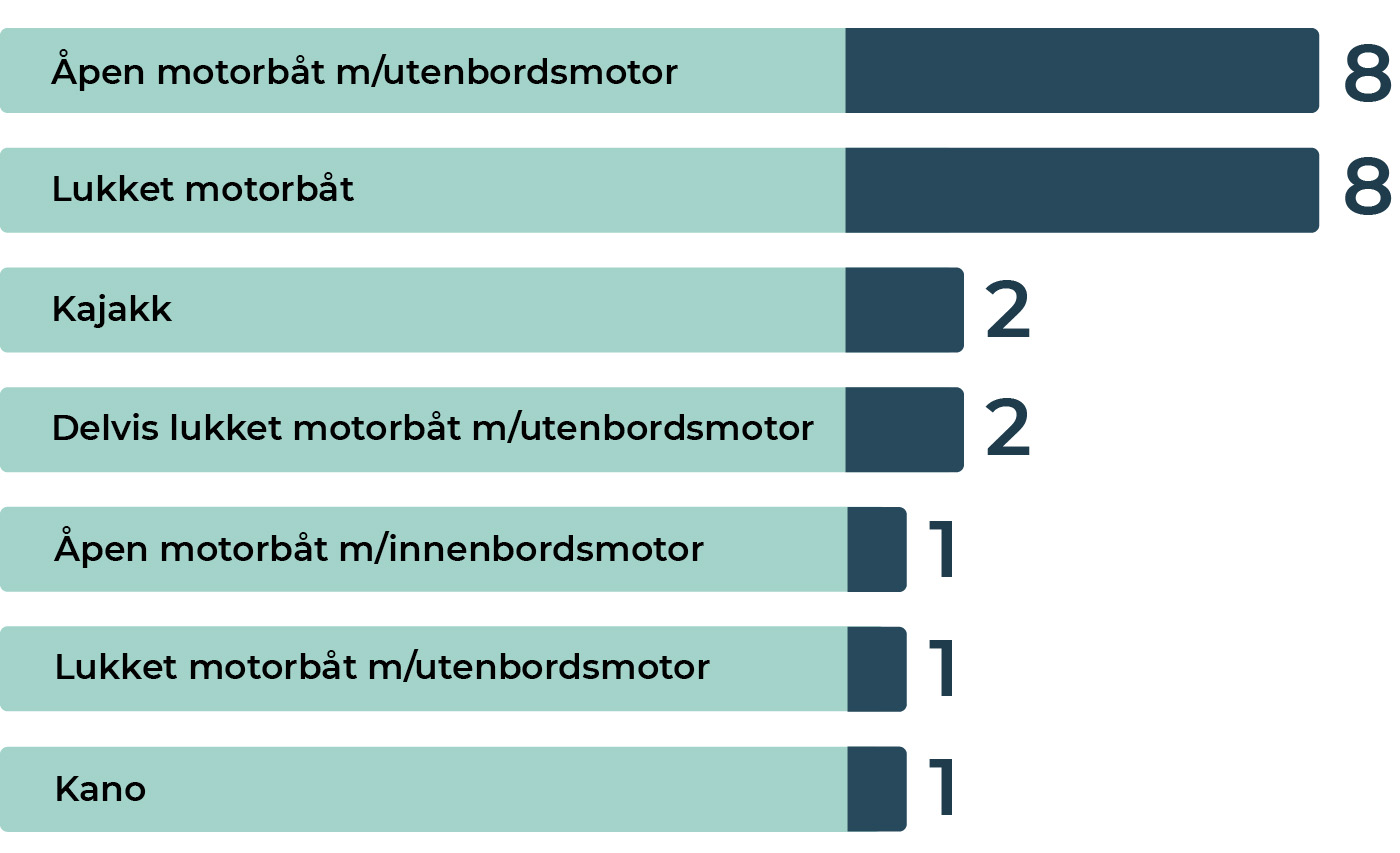 Åpen motorbåt m/utenbordsmotor 8
Lukket motorbåt 8
Kajakk 2
Delvis lukket motorbåt m/utenbordsmotor 2
Åpen motorbåt m/innenbordsmotor 1
Lukket motorbåt m/utenbordsmotor 1
Kano 1